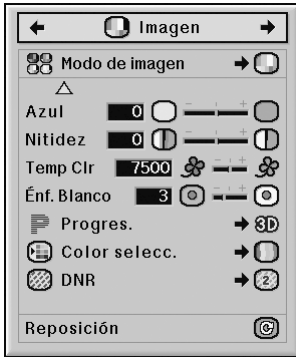 Imagen
Modo de imagen
Azul 0 - +
Nitidez 0 - +
Temp Clr 7500 - +
Énf. Blanco 3 - +
P Progres. 3D
Color selecc.
DNR 2
Reposición C